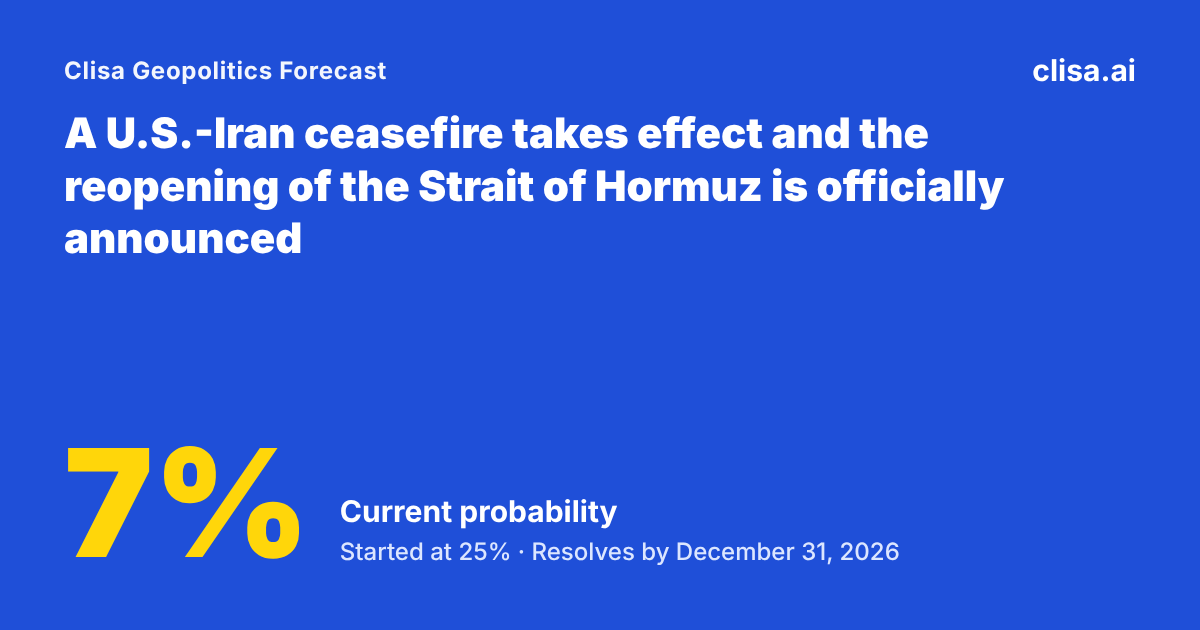 Clisa Geopolitics Forecast
clisa.ai
A U.S.-Iran ceasefire takes effect and the
reopening of the Strait of Hormuz is officially
announced
7%
Current probability
Started at 25% · Resolves by December 31, 2026